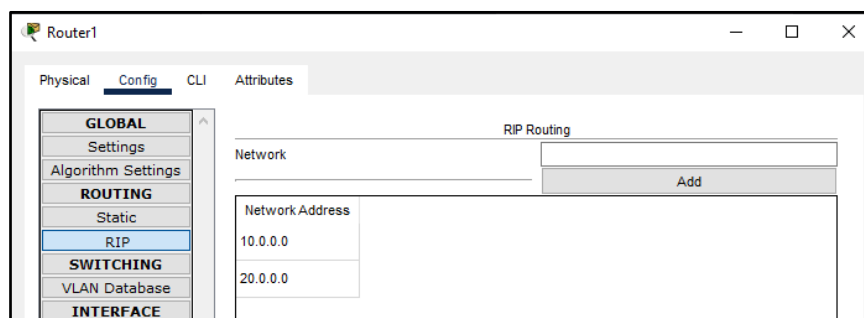 Router1
Physical Config CLI Attributes
GLOBAL
Settings
Algorithm Settings
ROUTING
Static
RIP
SWITCHING
VLAN Database
INTERFACE
RIP Routing
Network
Add
Network Address
10.0.0.0
20.0.0.0